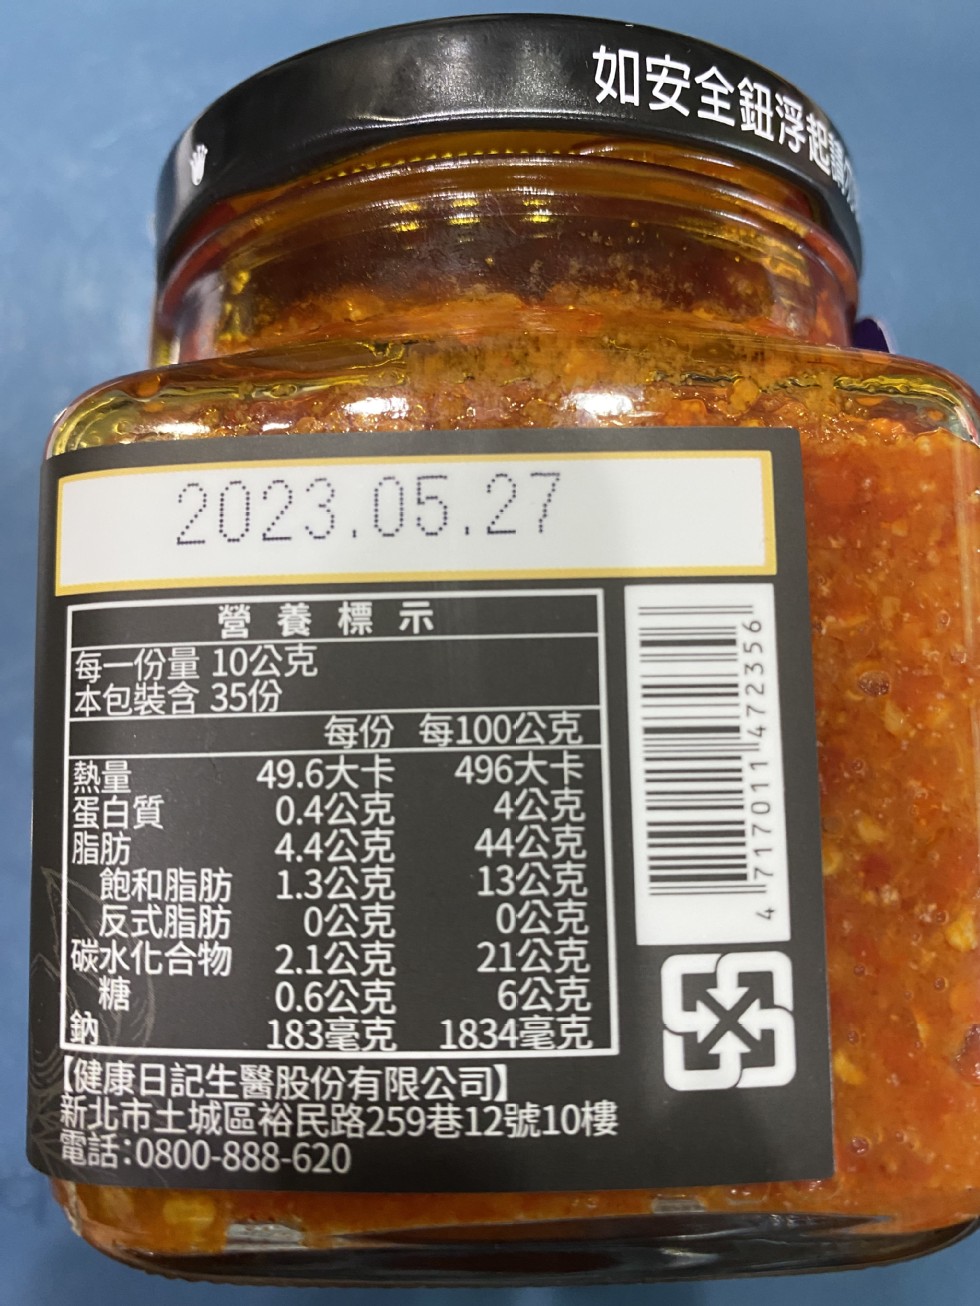 如安全鈕浮起請勿
2023.05.27
營養標示
每一份量 10公克
本包裝含 35份
每份 每100公克
熱量 49.6大卡 496大卡
蛋白質 0.4公克 4公克
脂肪 4.4公克 44公克
飽和脂肪 1.3公克 13公克
反式脂肪 0公克 0公克
碳水化合物 2.1公克 21公克
糖 0.6公克 6公克
鈉 183毫克 1834毫克
【健康日記生醫股份有限公司】
新北市土城區裕民路259巷12號10樓
電話:0800-888-620
4 717011 472356